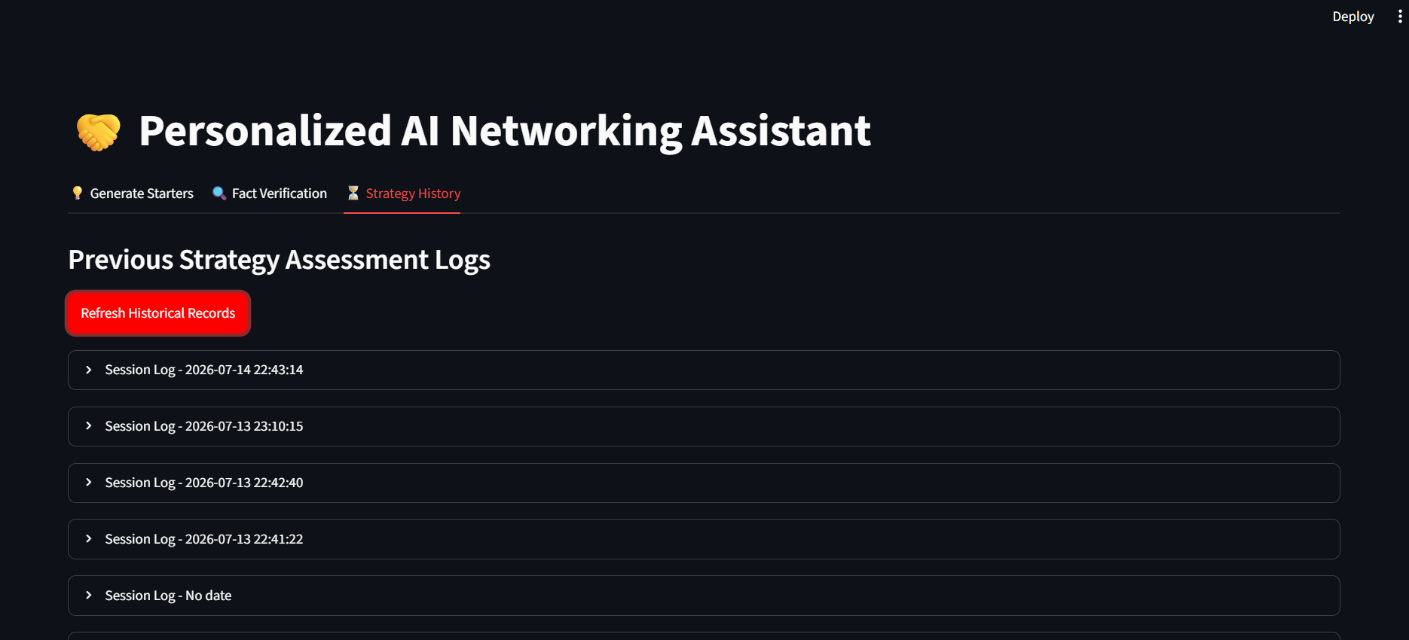 Deploy
Personalized AI Networking Assistant
Generate Starters Fact Verification Strategy History
Previous Strategy Assessment Logs
Refresh Historical Records
Session Log - 2026-07-14 22:43:14
Session Log - 2026-07-13 23:10:15
Session Log - 2026-07-13 22:42:40
Session Log - 2026-07-13 22:41:22
Session Log - No date